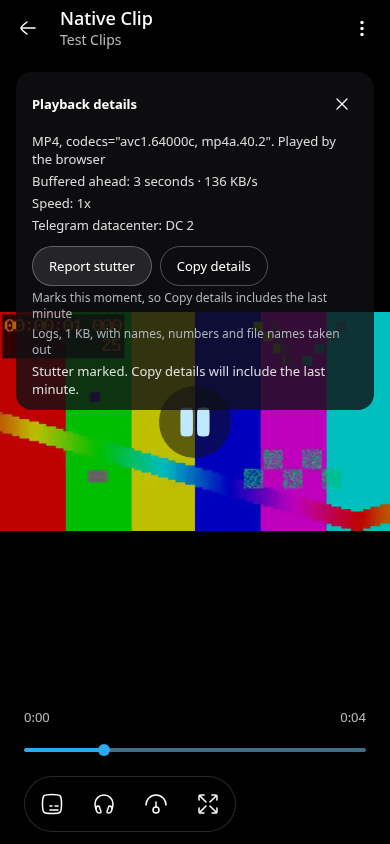 Native Clip
Test Clips
Playback details
MP4, codecs="avc1.64000c, mp4a.40.2". Played by
the browser
Buffered ahead: 3 seconds · 136 KB/s
Speed: 1x
Telegram datacenter: DC 2
Report stutter
Copy details
Marks this moment, so Copy details includes the last
minute
Logs, 1 KB, with names, numbers and file names taken
out
Stutter marked. Copy details will include the last
minute.
0:00
0:04